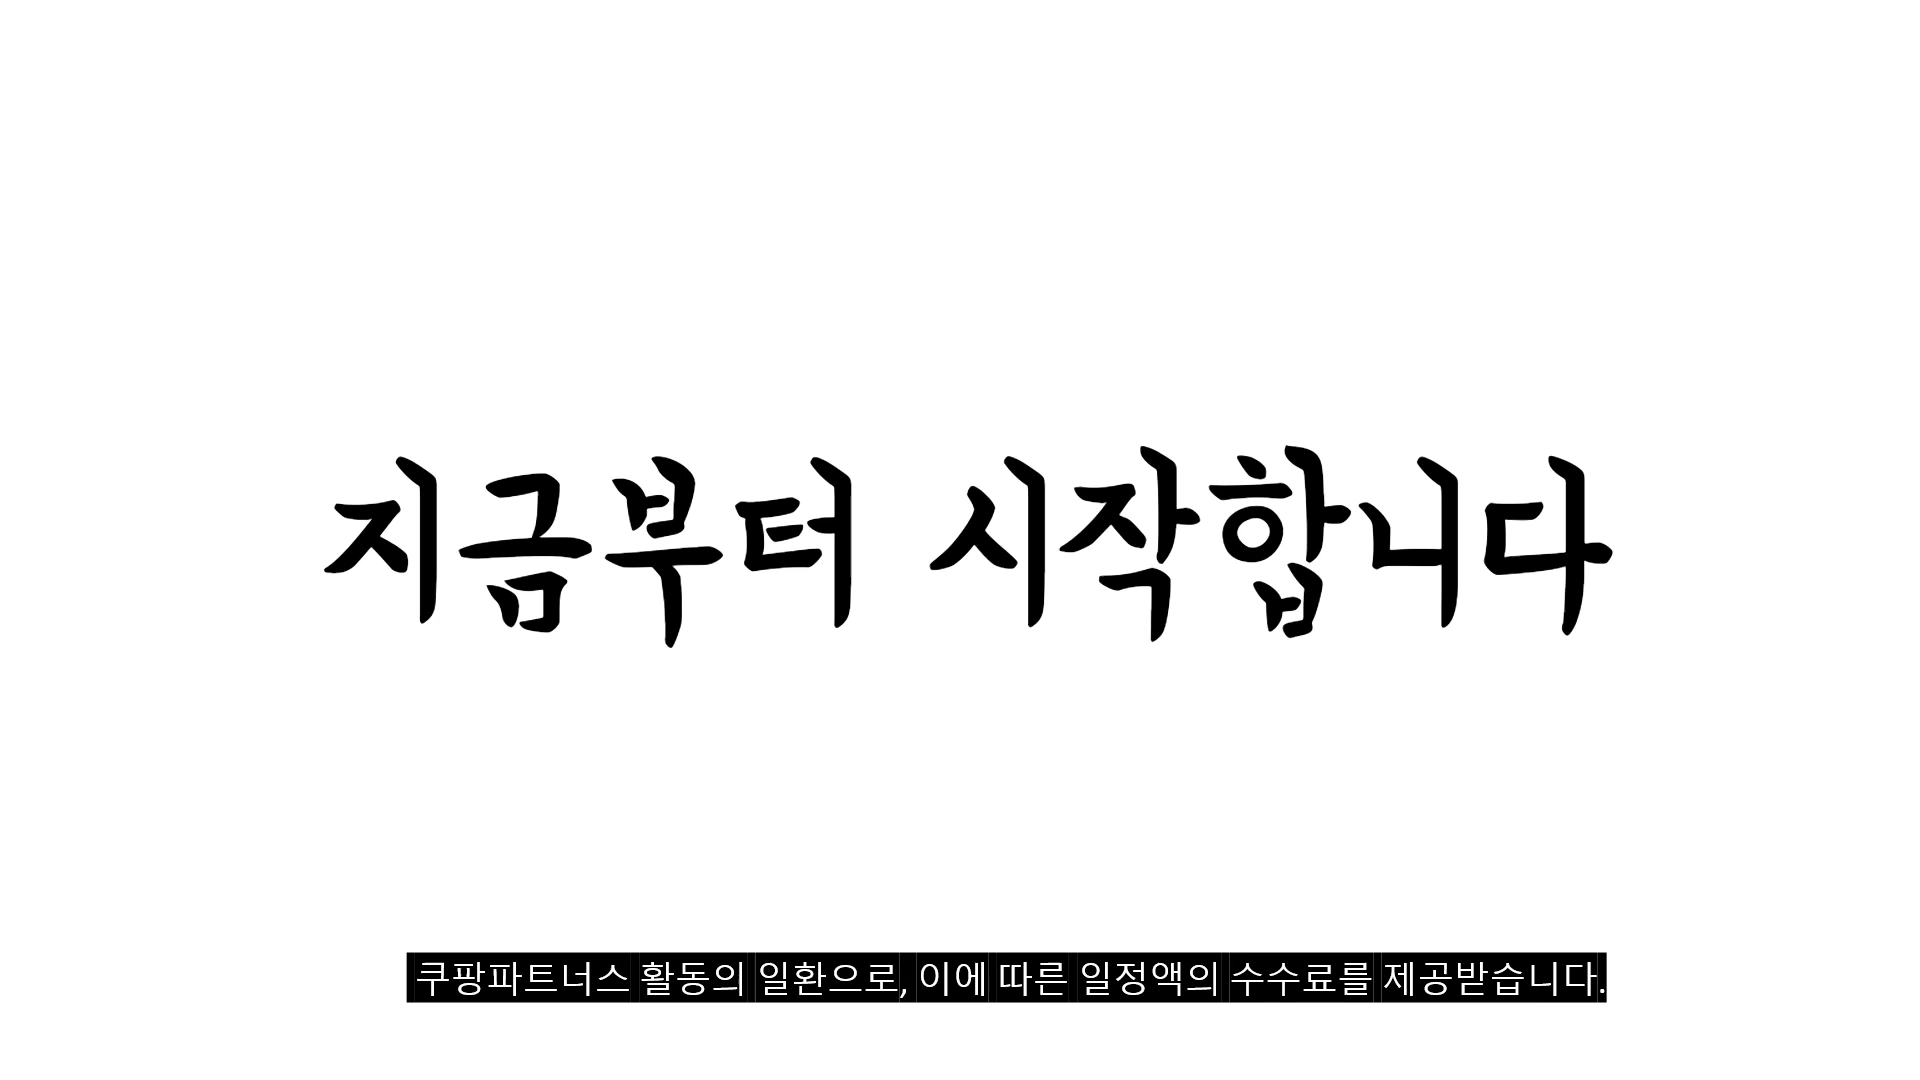 지금부터 시작합니다
쿠팡파트너스 활동의 일환으로, 이에 따른 일정액의 수수료를 제공받습니다.